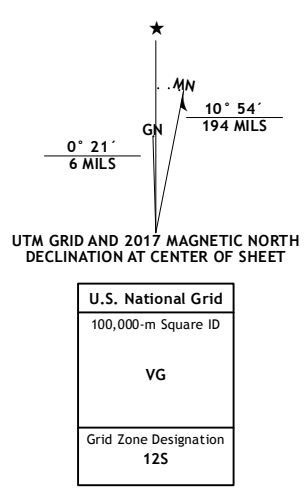 ★
MN
10° 54´
194 MILS
GN
0° 21´
6 MILS
UTM GRID AND 2017 MAGNETIC NORTH
DECLINATION AT CENTER OF SHEET
U.S. National Grid
100,000-m Square ID
VG
Grid Zone Designation
12S